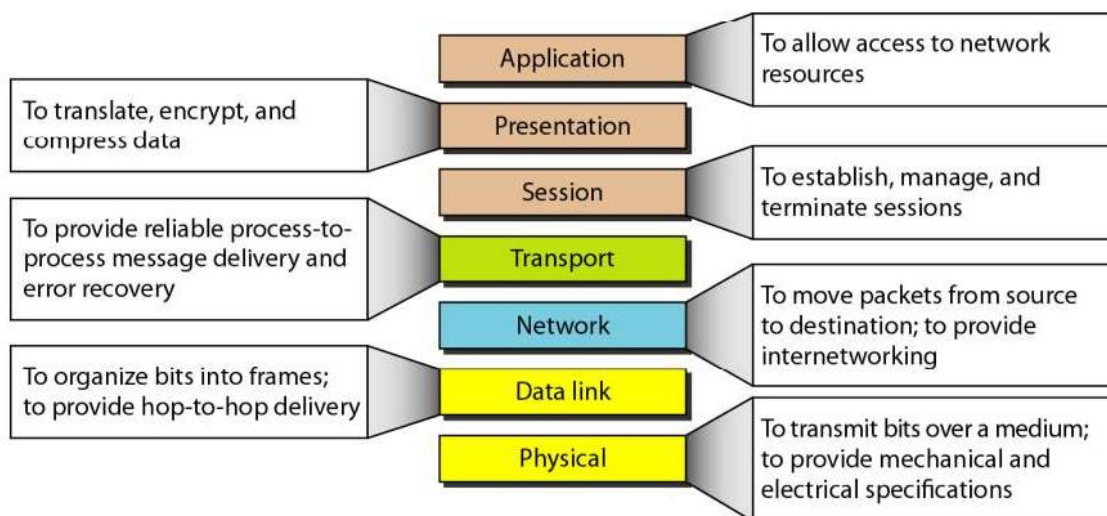 Application
To allow access to network
resources
To translate, encrypt, and
compress data
Presentation
Session
To establish, manage, and
terminate sessions
To provide reliable process-to-
process message delivery and
error recovery
Transport
Network
To move packets from source
to destination; to provide
internetworking
To organize bits into frames;
to provide hop-to-hop delivery
Data link
Physical
To transmit bits over a medium;
to provide mechanical and
electrical specifications